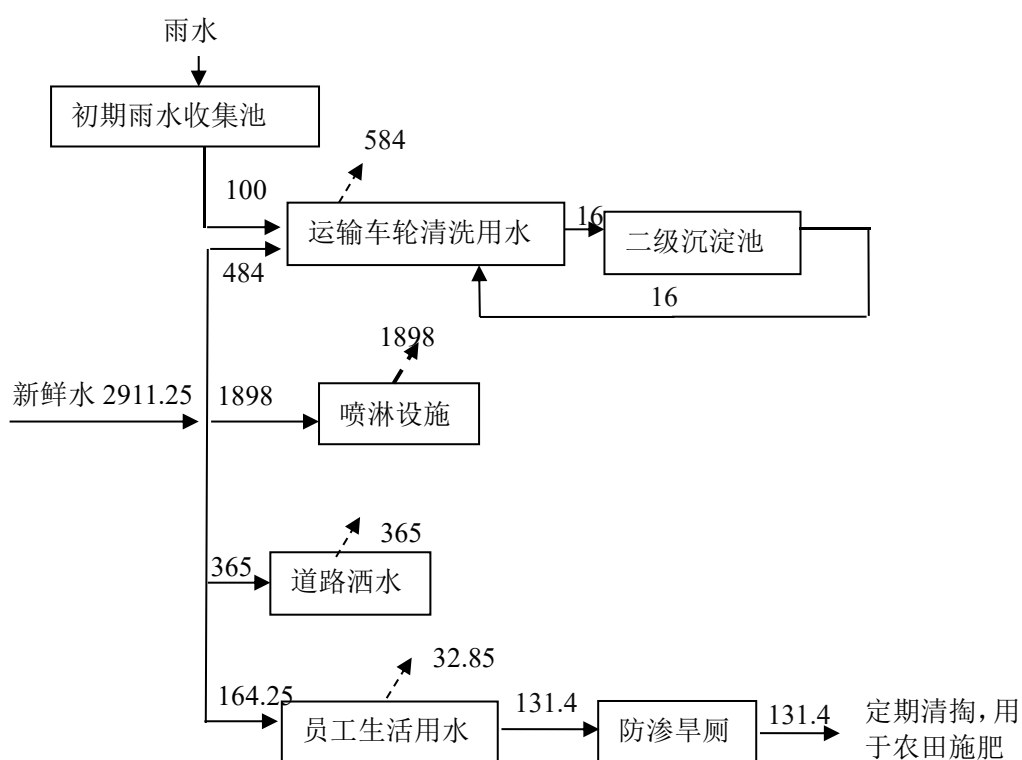 雨水
初期雨水收集池
584
100
运输车轮清洗用水
16
二级沉淀池
484
16
1898
新鲜水 2911.25
1898
喷淋设施
365
365
道路洒水
32.85
164.25
员工生活用水
131.4
防渗旱厕
131.4
定期清掏，用
于农田施肥